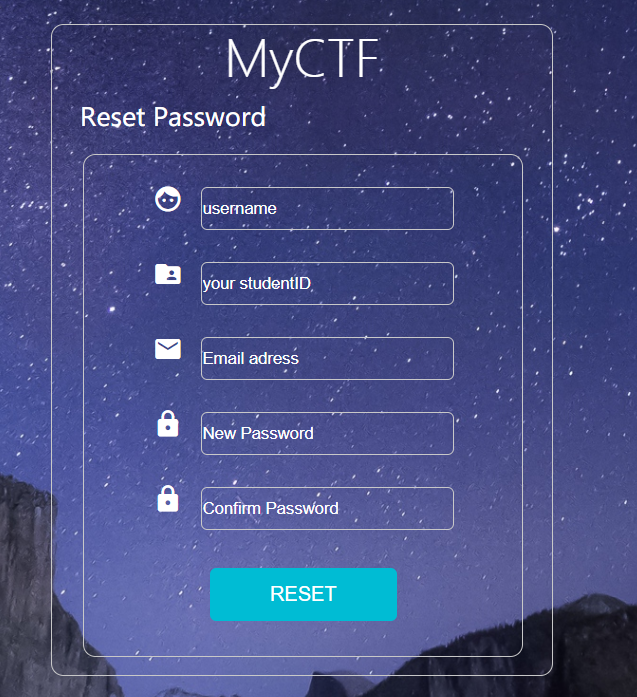 MyCTF
Reset Password
username
your studentID
Email adress
New Password
Confirm Password
RESET